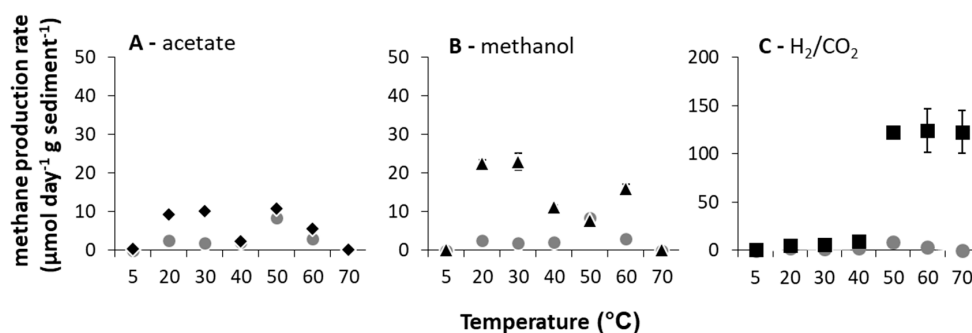 A - acetate
B - methanol
C - H₂/CO₂
methane production rate
(µmol day⁻¹ g sediment⁻¹)
50
40
30
20
10
0
5 20 30 40 50 60 70
50
40
30
20
10
0
5 20 30 40 50 60 70
200
150
100
50
0
5 20 30 40 50 60 70
Temperature (°C)